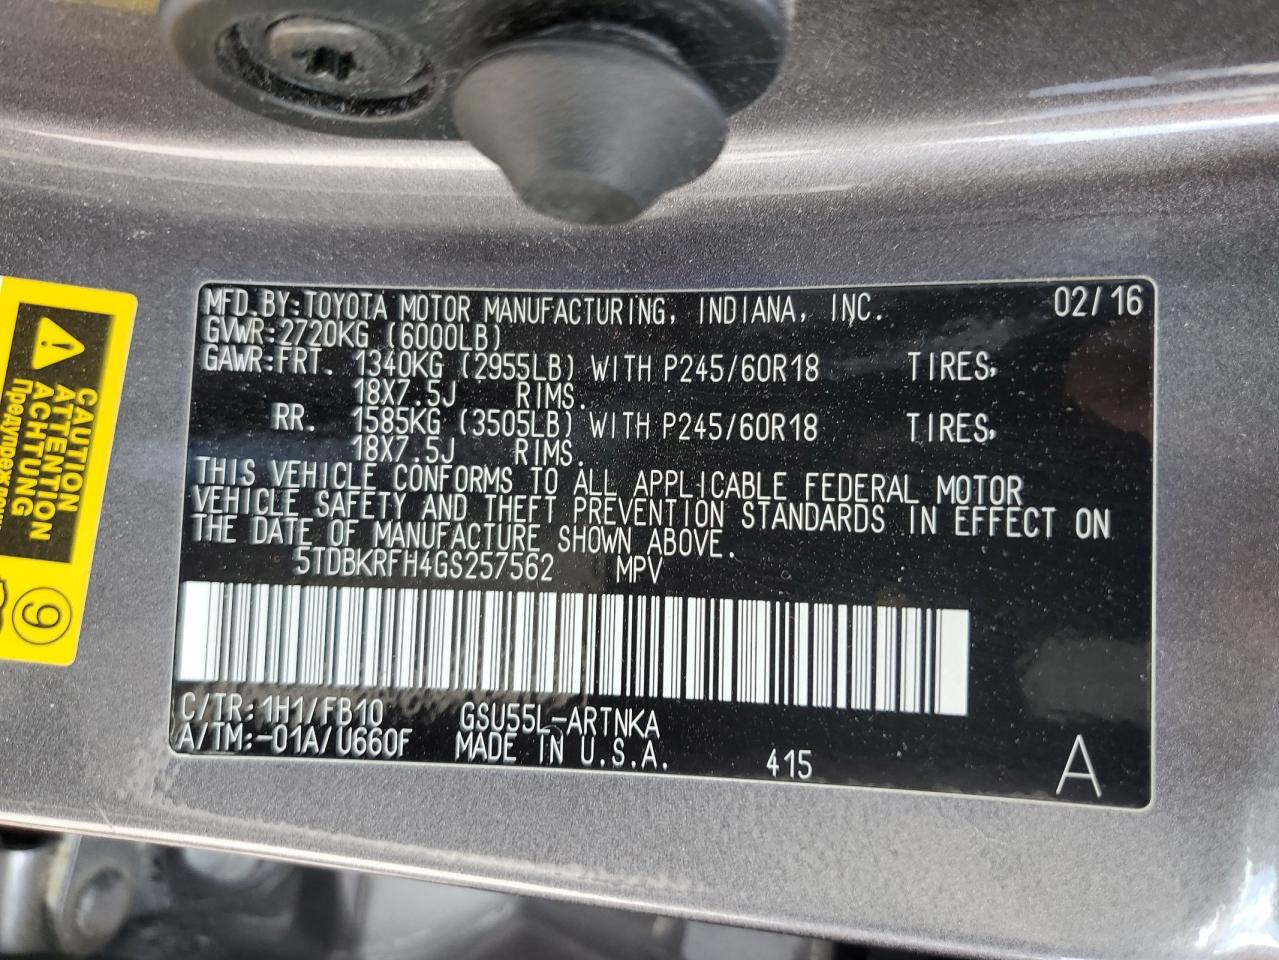 MFD.BY:TOYOTA MOTOR MANUFACTURING, INDIANA, INC. 02/16
GVWR:2720KG (6000LB)
GAWR:FRT. 1340KG (2955LB) WITH P245/60R18 TIRES,
18X7.5J RIMS.
RR. 1585KG (3505LB) WITH P245/60R18 TIRES,
18X7.5J RIMS.
THIS VEHICLE CONFORMS TO ALL APPLICABLE FEDERAL MOTOR
VEHICLE SAFETY AND THEFT PREVENTION STANDARDS IN EFFECT ON
THE DATE OF MANUFACTURE SHOWN ABOVE.
5TDBKRFH4GS257562 MPV
C/TR:1H1/FB10 GSU55L-ARTNKA
A/TM:-01A/U660F MADE IN U.S.A. 415 A
CAUTION
ATTENTION
ACHTUNG
9